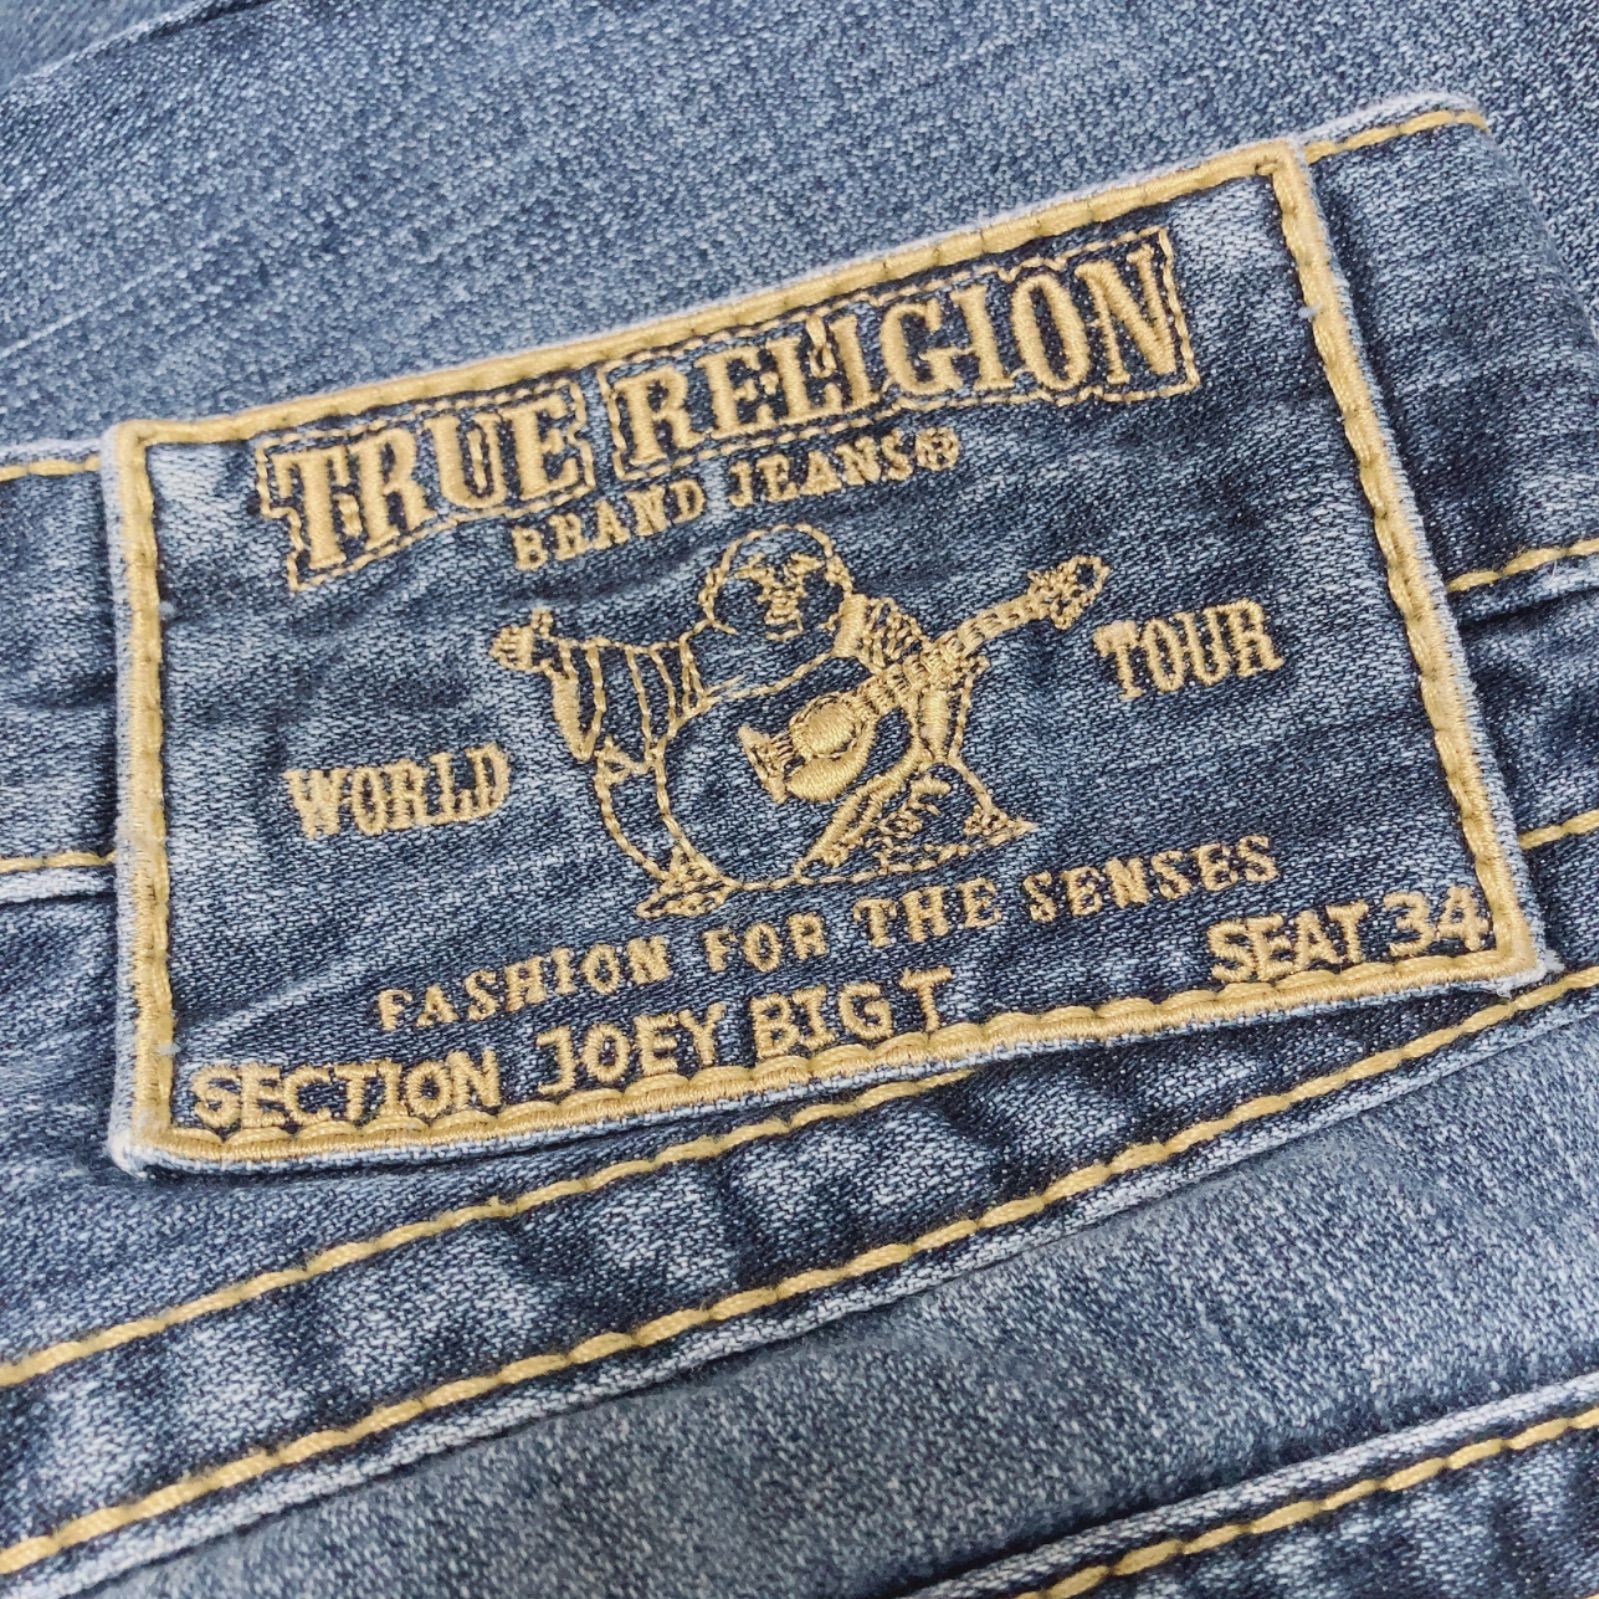 TRUE RELIGION
BRAND JEANS®
WORLD TOUR
FASHION FOR THE SENSES
SECTION JOEY BIG T SEAT 34